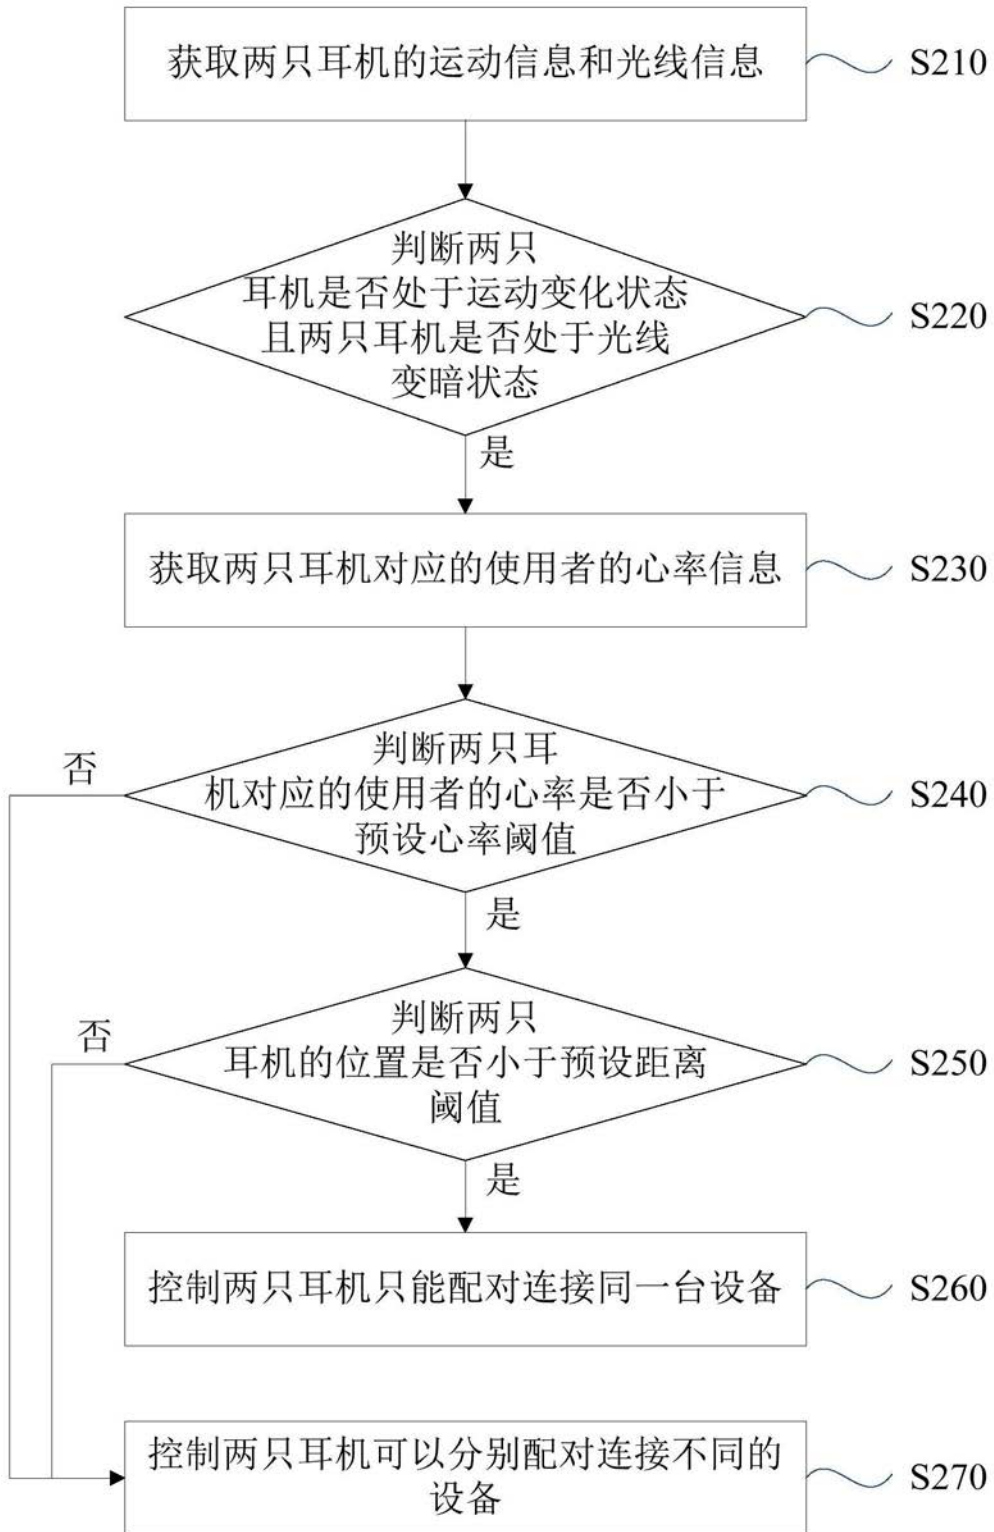 获取两只耳机的运动信息和光线信息
S210
判断两只
耳机是否处于运动变化状态
且两只耳机是否处于光线
变暗状态
S220
是
获取两只耳机对应的使用者的心率信息
S230
判断两只耳
机对应的使用者的心率是否小于
预设心率阈值
S240
否
是
判断两只
耳机的位置是否小于预设距离
阈值
S250
否
是
控制两只耳机只能配对连接同一台设备
S260
控制两只耳机可以分别配对连接不同的
设备
S270